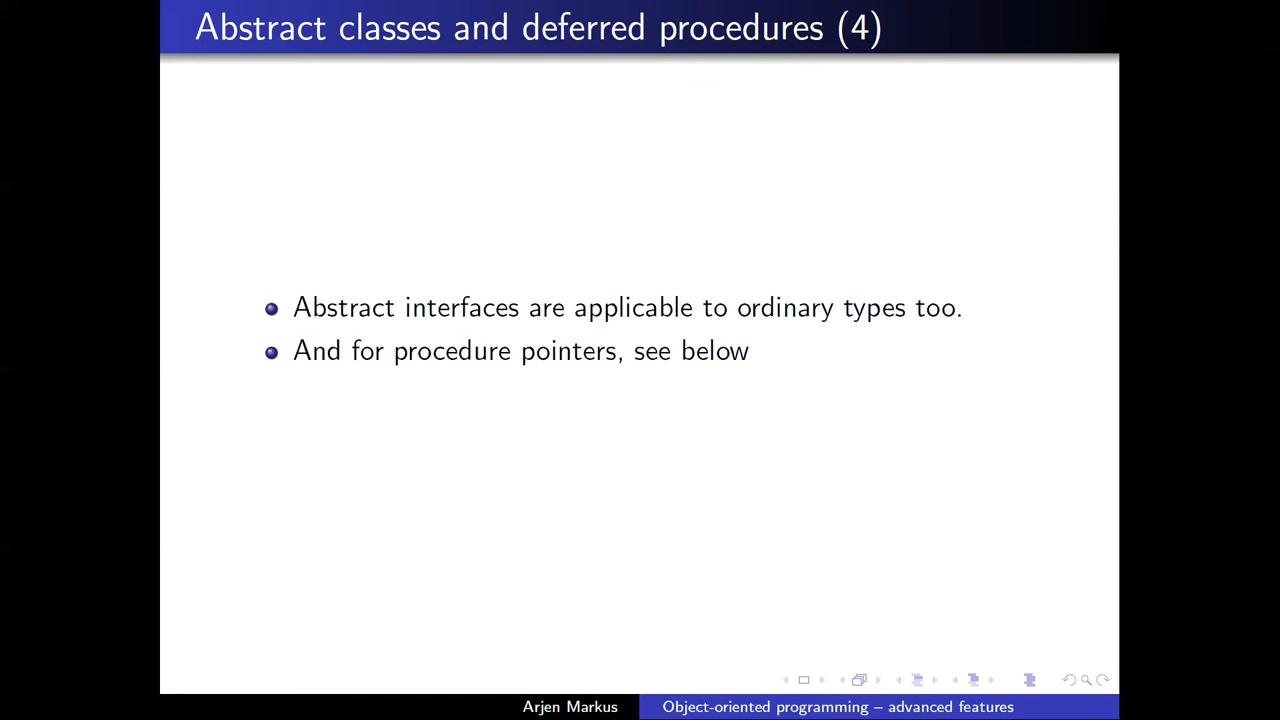 Abstract classes and deferred procedures (4)
Abstract interfaces are applicable to ordinary types too.
And for procedure pointers, see below
Arjen Markus
Object-oriented programming – advanced features